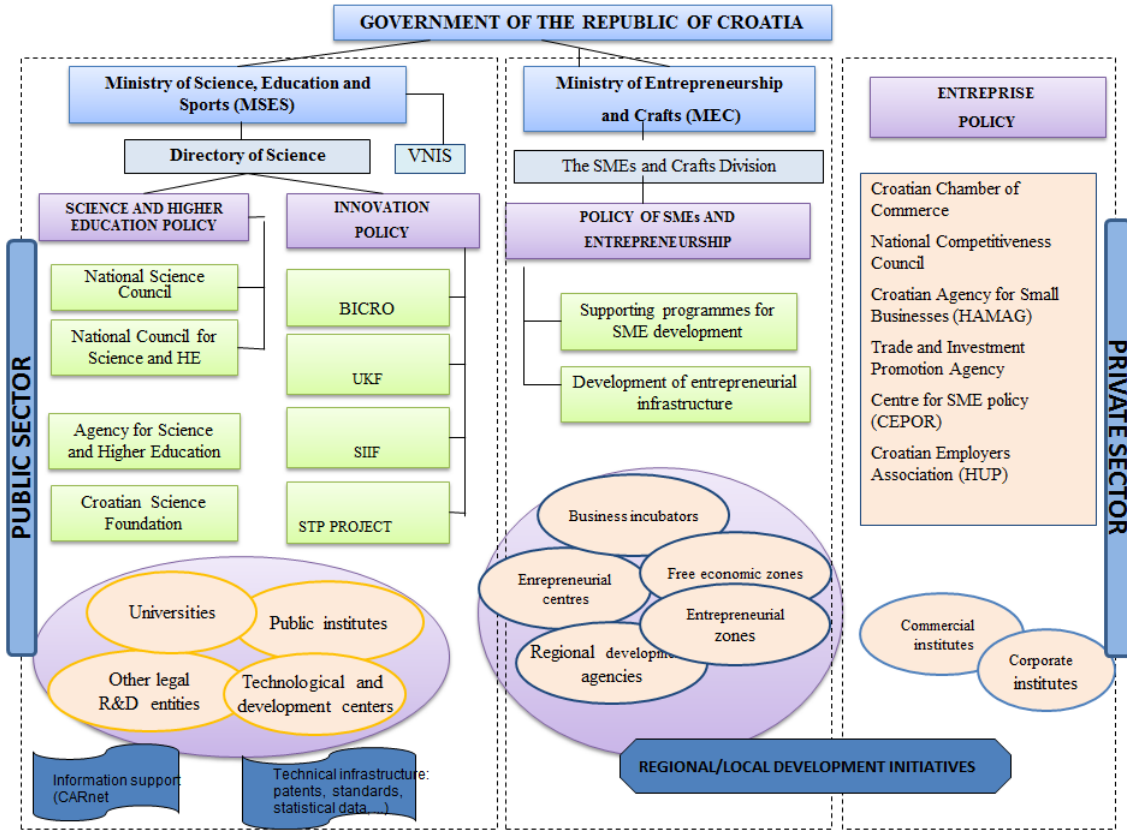 GOVERNMENT OF THE REPUBLIC OF CROATIA
Ministry of Science, Education and
Sports (MSES)
Directory of Science
VNIS
SCIENCE AND HIGHER
EDUCATION POLICY
National Science
Council
National Council for
Science and HE
Agency for Science
and Higher Education
Croatian Science
Foundation
INNOVATION
POLICY
BICRO
UKF
SIIF
STP PROJECT
Ministry of Entrepreneurship
and Crafts (MEC)
The SMEs and Crafts Division
POLICY OF SMEs AND
ENTREPRENEURSHIP
Supporting programmes for
SME development
Development of entrepreneurial
infrastructure
ENTREPRISE
POLICY
Croatian Chamber of
Commerce
National Competitiveness
Council
Croatian Agency for Small
Businesses (HAMAG)
Trade and Investment
Promotion Agency
Centre for SME policy
(CEPOR)
Croatian Employers
Association (HUP)
PUBLIC SECTOR
PRIVATE SECTOR
Universities
Public institutes
Other legal
R&D entities
Technological and
development centers
Business incubators
Enrepreneurial
centres
Free economic zones
Entrepreneurial
zones
Regional developmen
agencies
Commercial
institutes
Corporate
institutes
Information support
(CARnet
Technical infrastructure:
patents, standards,
statistical data, ...)
REGIONAL/LOCAL DEVELOPMENT INITIATIVES